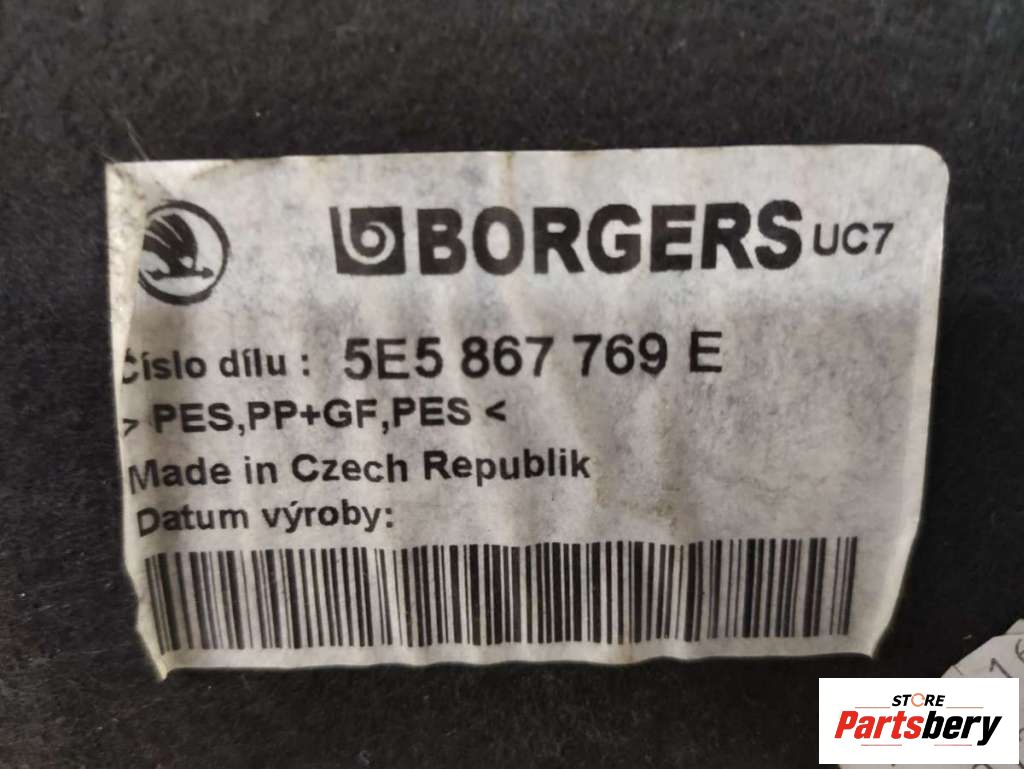 BORGERS UC7
Číslo dílu : 5E5 867 769 E
> PES,PP+GF,PES <
Made in Czech Republik
Datum výroby:
STORE
Partsbery